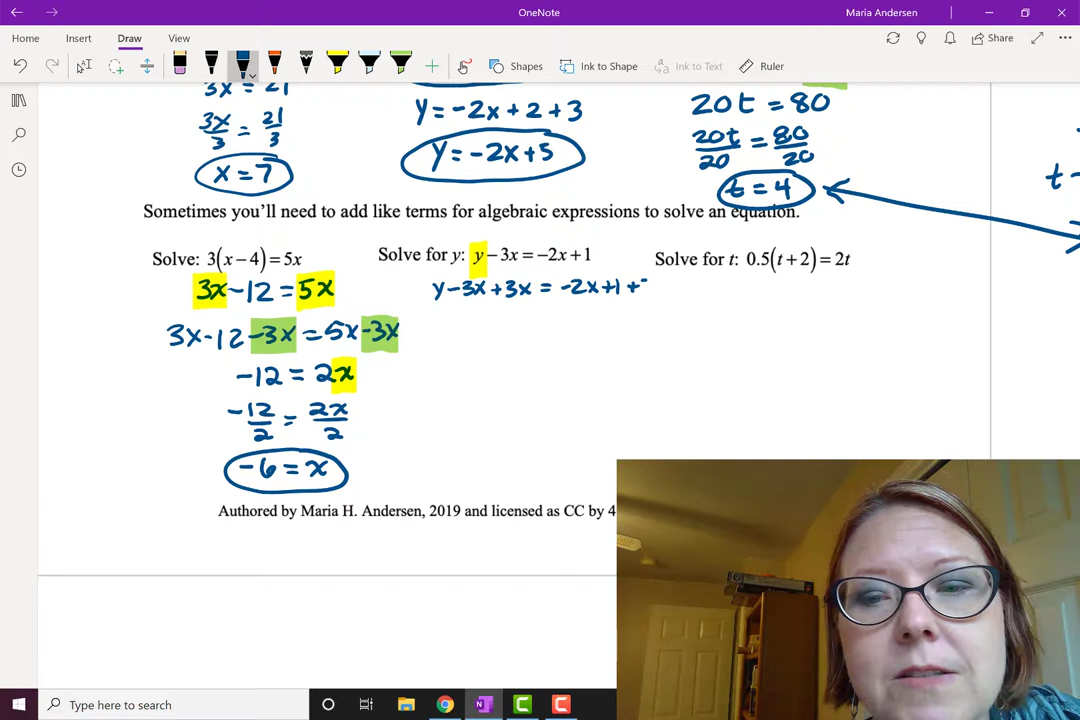 OneNote
Maria Andersen
Home Insert Draw View
Share
Shapes Ink to Shape Ink to Text Ruler
3x = 21
3x/3 = 21/3
x = 7
y = -2x + 2 + 3
y = -2x + 5
20t = 80
20t/20 = 80/20
t = 4
t -
Sometimes you'll need to add like terms for algebraic expressions to solve an equation.
Solve: 3(x − 4) = 5x
3x - 12 = 5x
3x - 12 - 3x = 5x - 3x
-12 = 2x
-12/2 = 2x/2
-6 = x
Solve for y: y − 3x = −2x + 1
y - 3x + 3x = -2x + 1 +
Solve for t: 0.5(t + 2) = 2t
Authored by Maria H. Andersen, 2019 and licensed as CC by 4
Type here to search